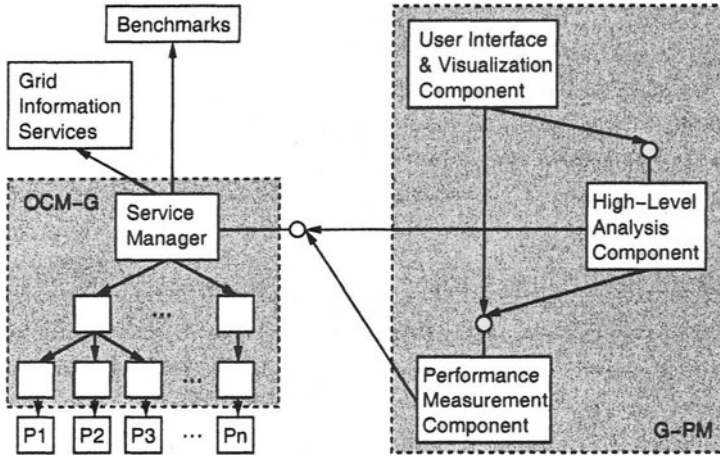 Benchmarks
Grid
Information
Services
OCM-G
Service
Manager
...
...
P1 P2 P3 ... Pn
User Interface
& Visualization
Component
High-Level
Analysis
Component
Performance
Measurement
Component
G-PM